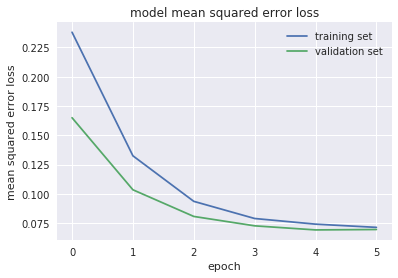 model mean squared error loss
training set
validation set
0.225
0.200
0.175
0.150
0.125
0.100
0.075
mean squared error loss
0 1 2 3 4 5
epoch